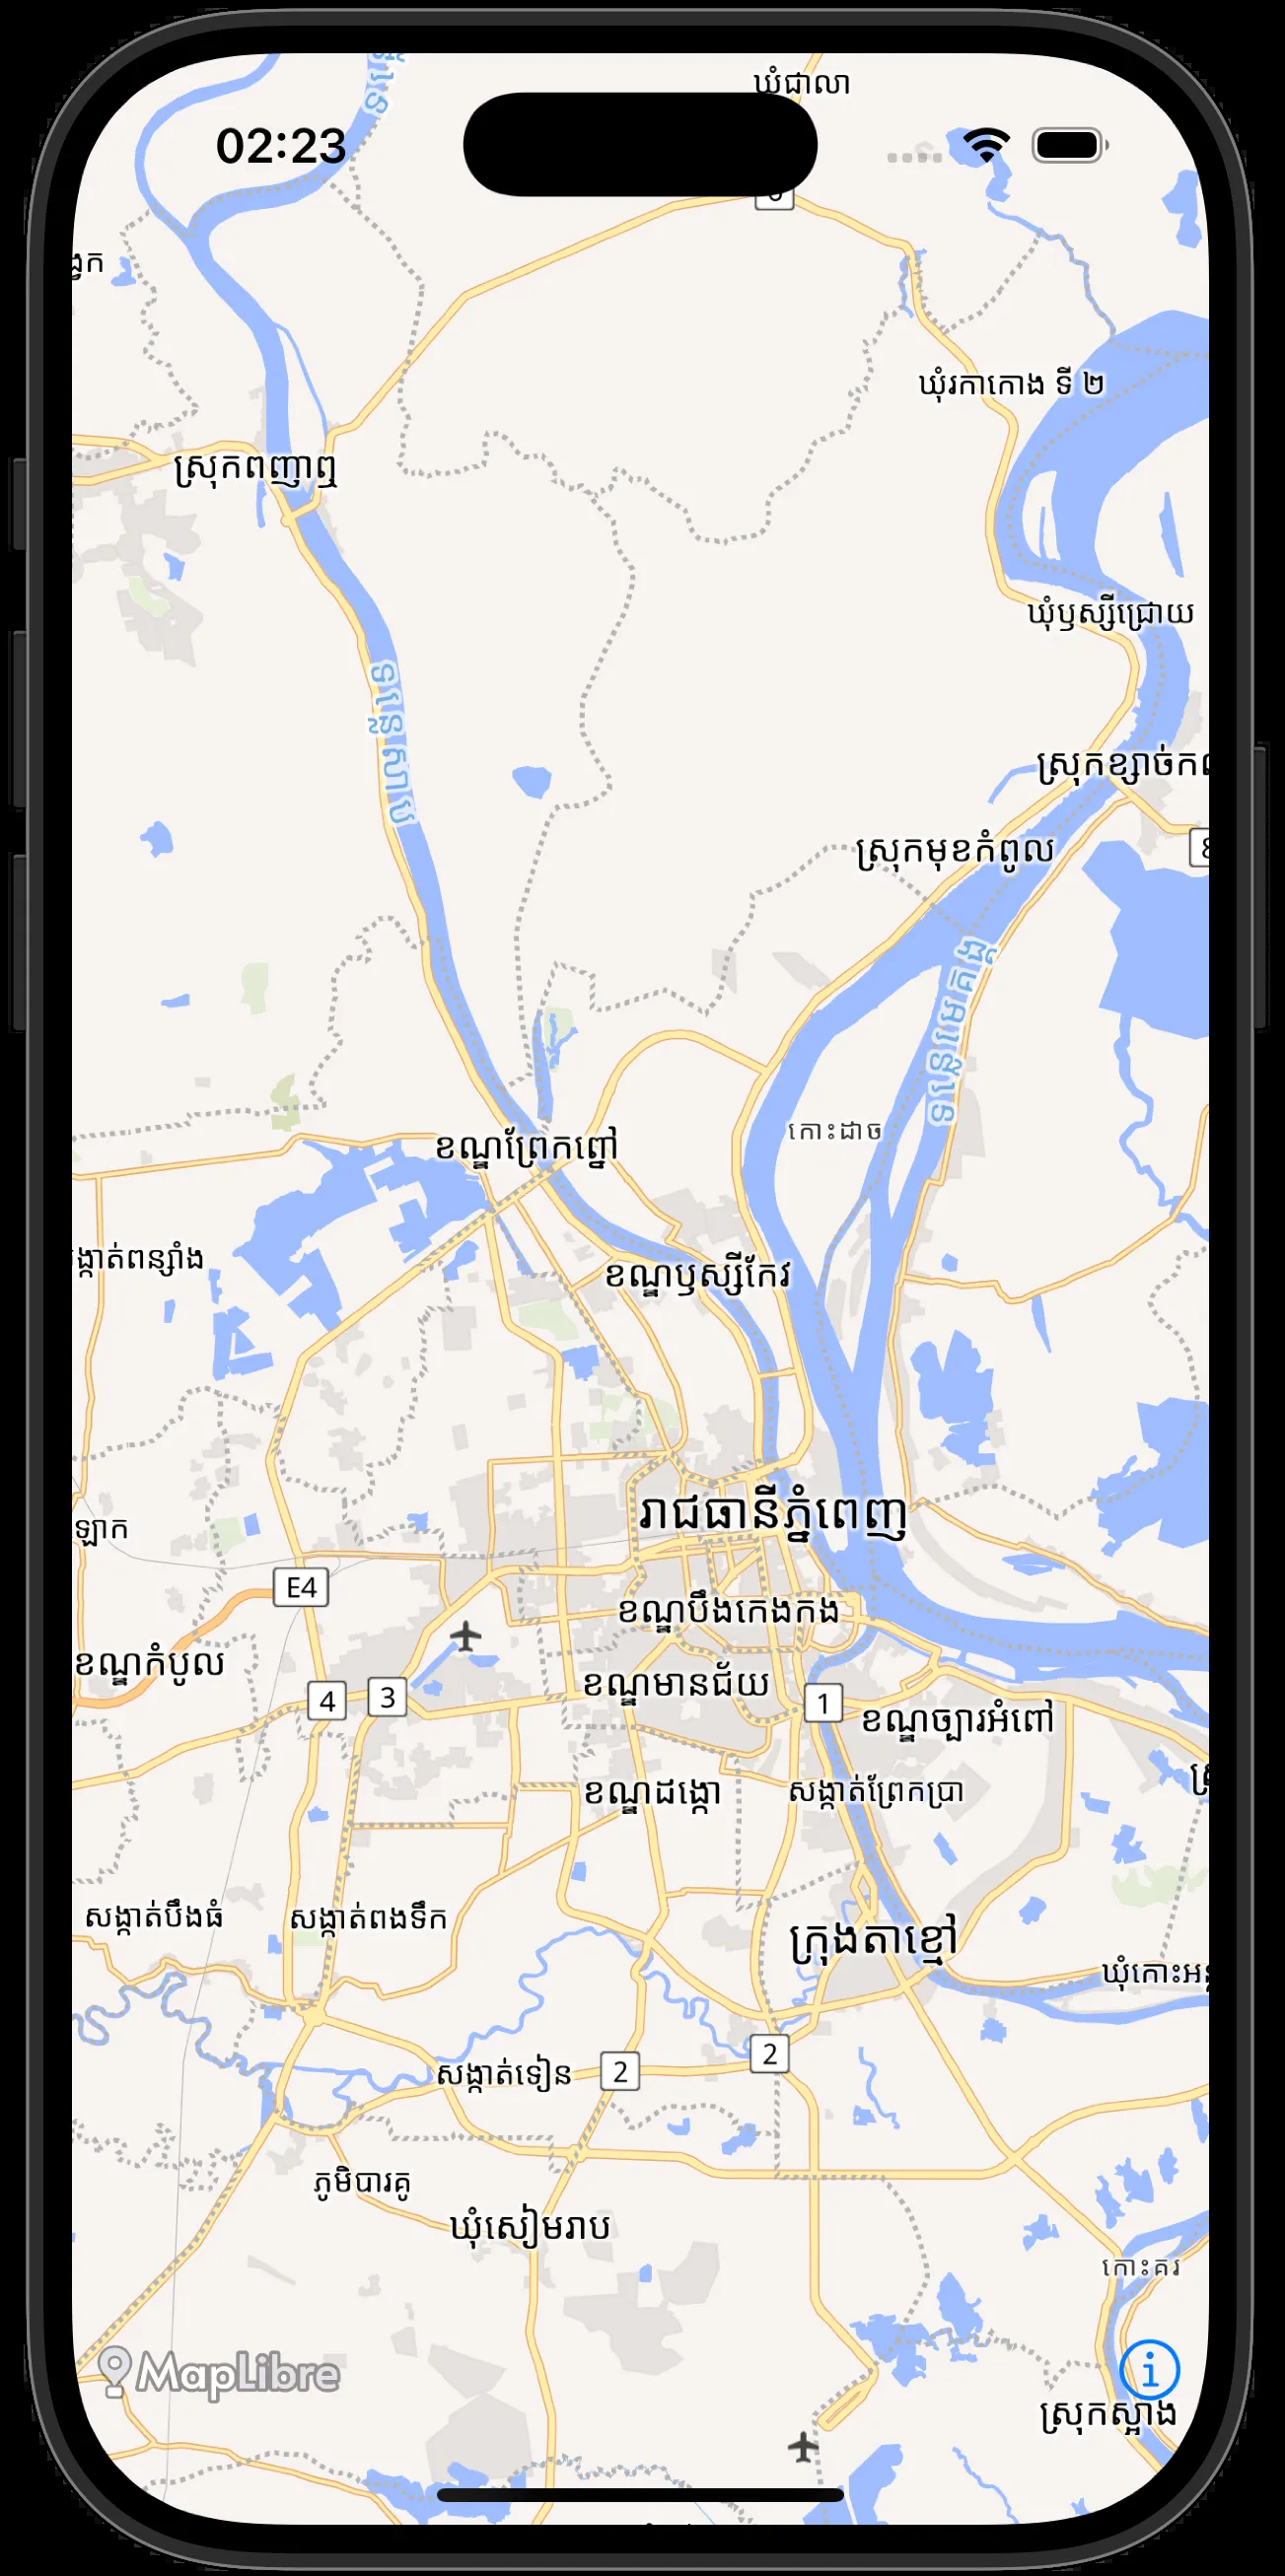 ឃុំជាលា
02:23
ឃុំរកាកោង ទី ២
ស្រុកពញាឮ
ឃុំឫស្សីជ្រោយ
ទន្លេសាប
ស្រុកខ្សាច់កណ
ស្រុកមុខកំពូល
ទន្លេមេគង្គ
កោះដាច
ខណ្ឌព្រែកព្នៅ
ង្កាត់ពន្សាំង
ខណ្ឌឫស្សីកែវ
រាជធានីភ្នំពេញ
ឡាក
E4
ខណ្ឌបឹងកេងកង
ខណ្ឌកំបូល
ខណ្ឌមានជ័យ
4
3
1
ខណ្ឌច្បារអំពៅ
ខណ្ឌដង្កោ
សង្កាត់ព្រែកប្រា
សង្កាត់បឹងធំ
សង្កាត់ពងទឹក
ក្រុងតាខ្មៅ
ឃុំកោះអន្
2
សង្កាត់ទៀន
2
ភូមិបារគូ
ឃុំសៀមរាប
កោះគរ
MapLibre
ស្រុកស្អាង